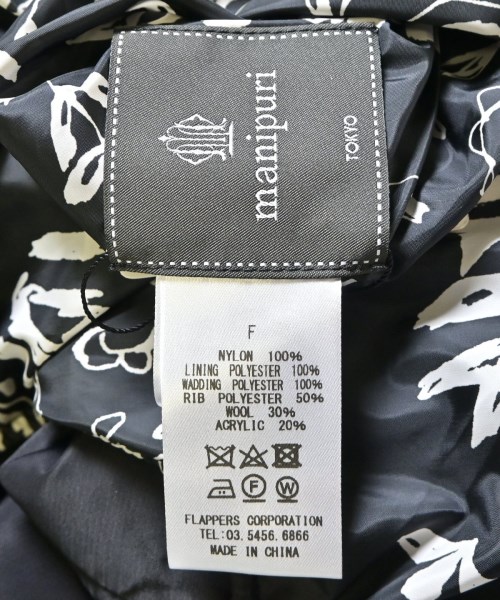 manipuri
TOKYO
F
NYLON 100%
LINING POLYESTER 100%
WADDING POLYESTER 100%
RIB POLYESTER 50%
WOOL 30%
ACRYLIC 20%
F W
FLAPPERS CORPORATION
TEL:03.5456.6866
MADE IN CHINA